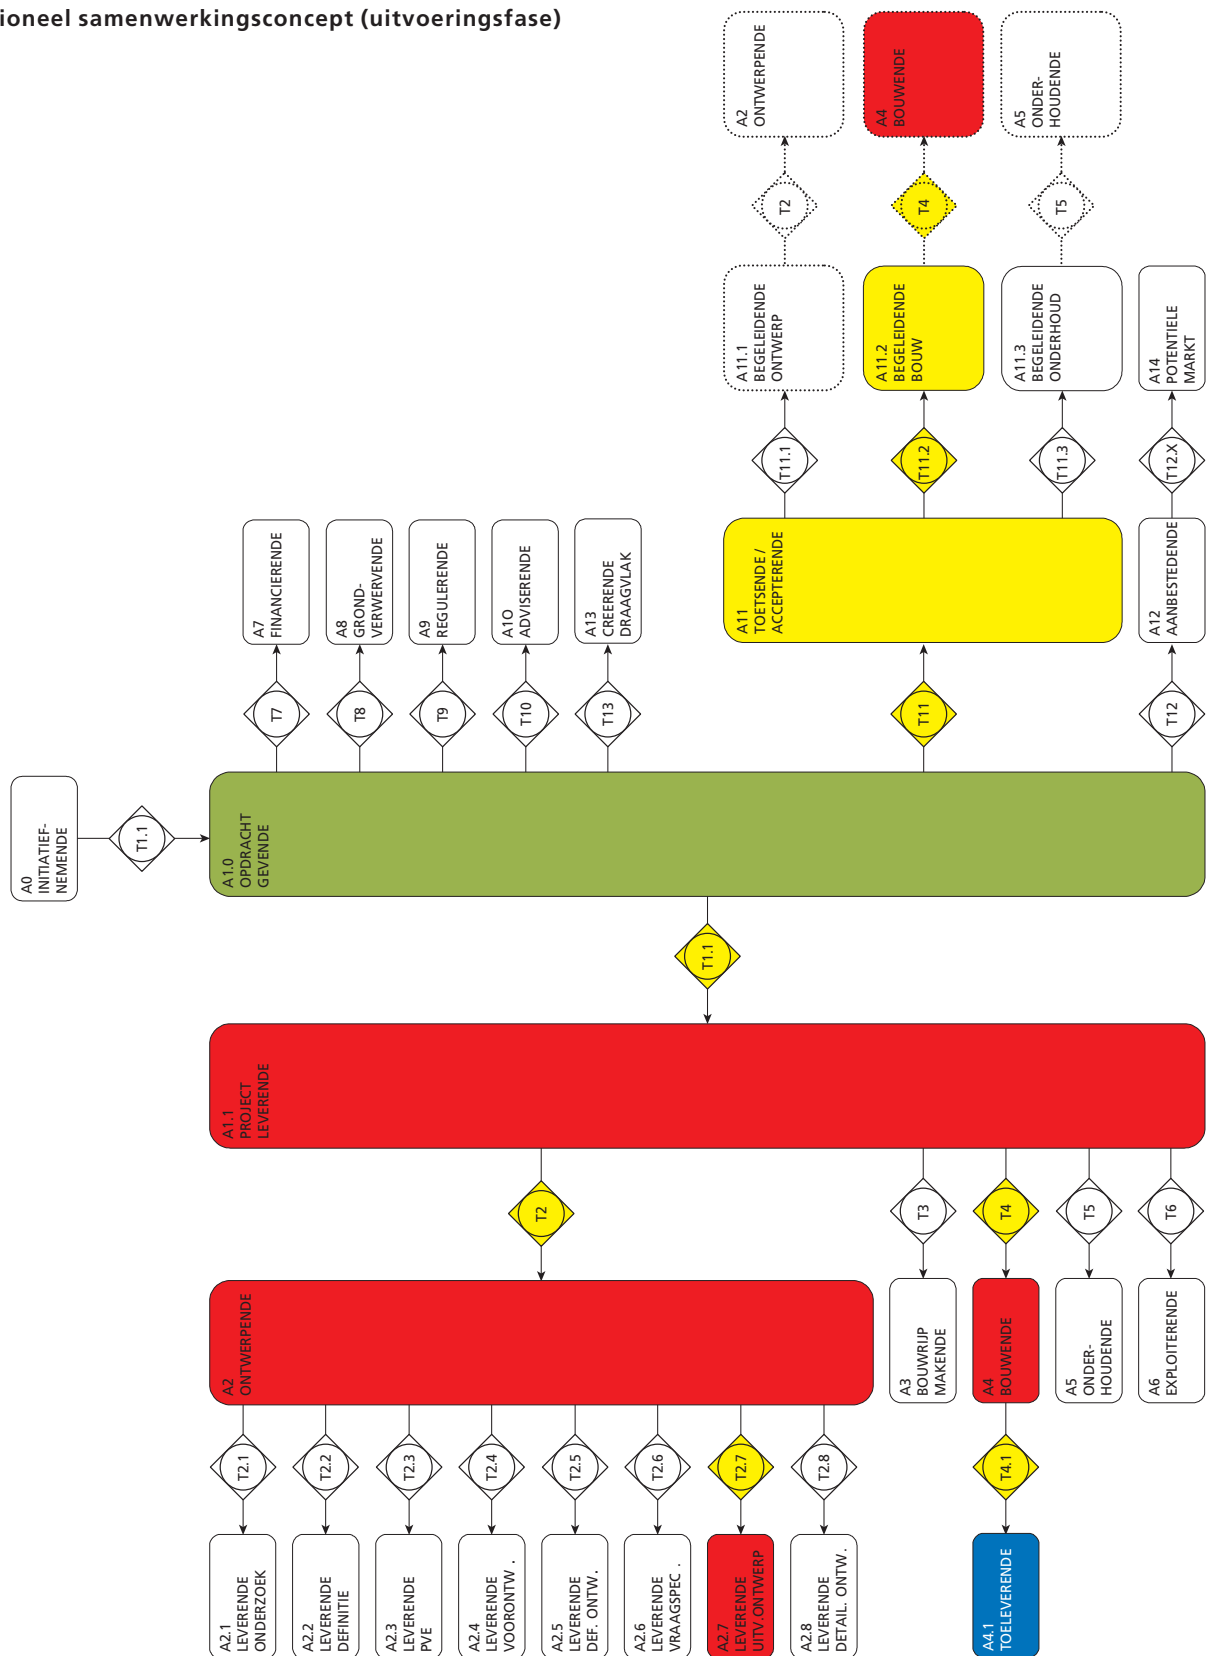 ioneel samenwerkingsconcept (uitvoeringsfase)
A0
INITIATIEF-
NEMENDE
T1.1
A1.0
OPDRACHT
GEVENDE
T7
A7
FINANCIERENDE
T8
A8
GROND-
VERWERVENDE
T9
A9
REGULERENDE
T10
A1O
ADVISERENDE
T13
A13
CREERENDE
DRAAGVLAK
T11
A11
TOETSENDE /
ACCEPTERENDE
T11.1
A11.1
BEGELEIDENDE
ONTWERP
T2
A2
ONTWERPENDE
T11.2
A11.2
BEGELEIDENDE
BOUW
T4
A4
BOUWENDE
T11.3
A11.3
BEGELEIDENDE
ONDERHOUD
T5
A5
ONDER-
HOUDENDE
T12
A12
AANBESTEDENDE
T12.X
A14
POTENTIELE
MARKT
T1.1
A1.1
PROJECT
LEVERENDE
T2
A2
ONTWERPENDE
T2.1
A2.1
LEVERENDE
ONDERZOEK
T2.2
A2.2
LEVERENDE
DEFINITIE
T2.3
A2.3
LEVERENDE
PVE
T2.4
A2.4
LEVERENDE
VOORONTW .
T2.5
A2.5
LEVERENDE
DEF. ONTW.
T2.6
A2.6
LEVERENDE
VRAAGSPEC .
T2.7
A2.7
LEVERENDE
UITV.ONTWERP
T2.8
A2.8
LEVERENDE
DETAIL. ONTW.
T3
A3
BOUWRIJP
MAKENDE
T4
A4
BOUWENDE
T4.1
A4.1
TOELEVERENDE
T5
A5
ONDER-
HOUDENDE
T6
A6
EXPLOITERENDE